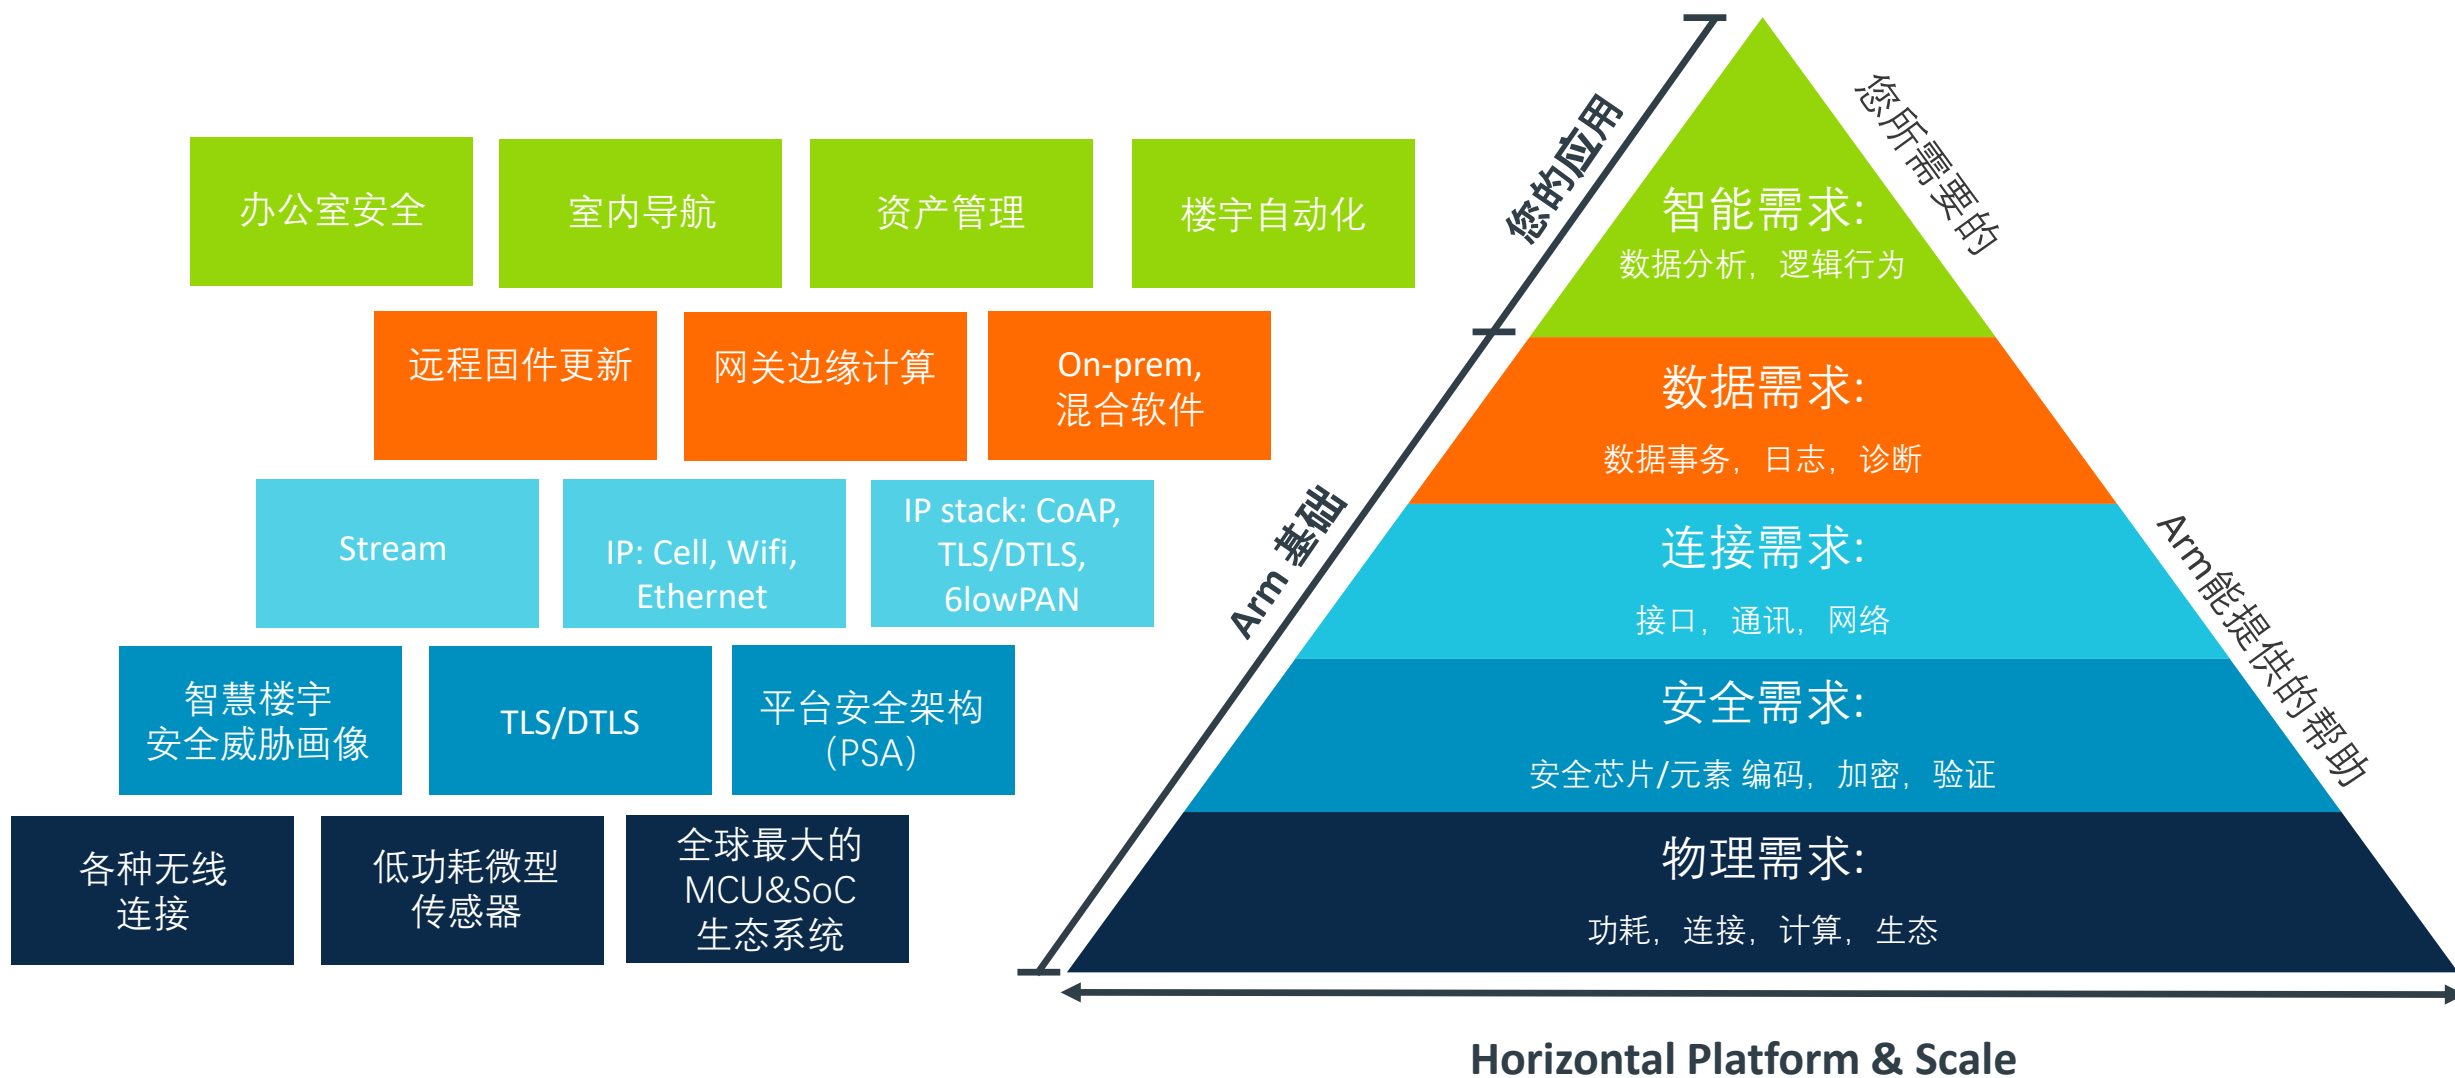 办公室安全
室内导航
资产管理
楼宇自动化
远程固件更新
网关边缘计算
On-prem,
混合软件
Stream
IP: Cell, Wifi,
Ethernet
IP stack: CoAP,
TLS/DTLS,
6lowPAN
智慧楼宇
安全威胁画像
TLS/DTLS
平台安全架构
（PSA）
各种无线
连接
低功耗微型
传感器
全球最大的
MCU&SoC
生态系统
您的应用
Arm 基础
智能需求:
数据分析，逻辑行为
数据需求:
数据事务，日志，诊断
连接需求:
接口，通讯，网络
安全需求:
安全芯片/元素 编码，加密，验证
物理需求:
功耗，连接，计算，生态
您所需要的
Arm能提供的帮助
Horizontal Platform & Scale